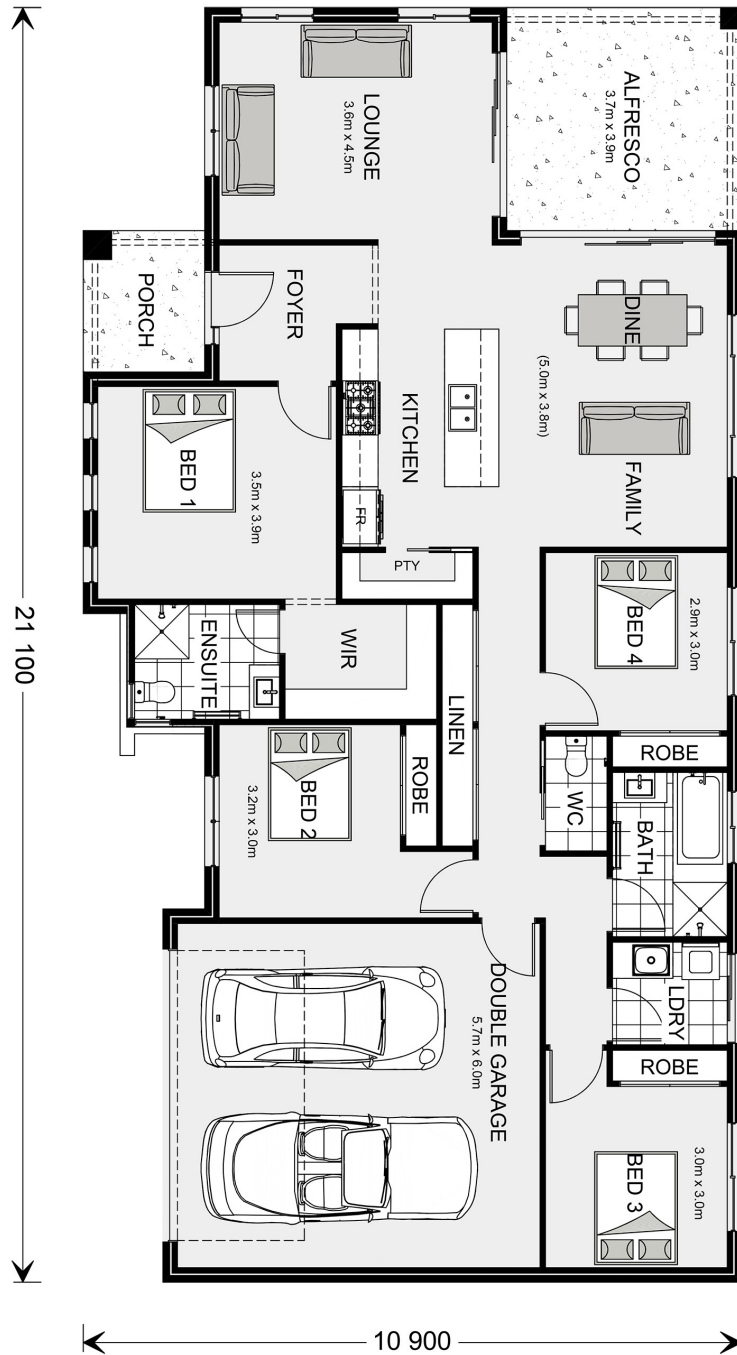 LOUNGE
3.6m x 4.5m
ALFRESCO
3.7m x 3.9m
PORCH
FOYER
DINE
(5.0m x 3.8m)
KITCHEN
FAMILY
BED 1
3.5m x 3.9m
FR
PTY
ENSUITE
WIR
LINEN
BED 4
2.9m x 3.0m
ROBE
21 100
BED 2
3.2m x 3.0m
ROBE
WC
BATH
LDRY
DOUBLE GARAGE
5.7m x 6.0m
ROBE
BED 3
3.0m x 3.0m
10 900